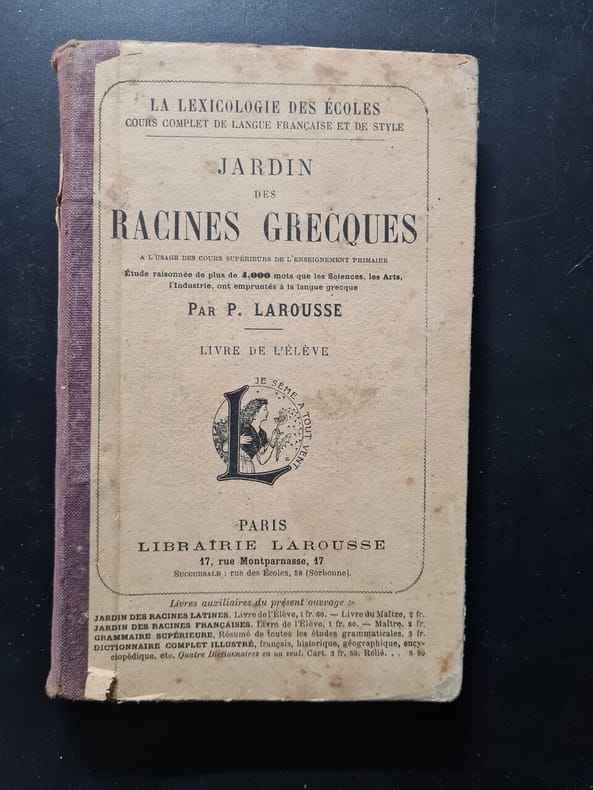 LA LEXICOLOGIE DES ÉCOLES
COURS COMPLET DE LANGUE FRANÇAISE ET DE STYLE
JARDIN
DES
RACINES GRECQUES
A L'USAGE DES COURS SUPÉRIEURS DE L'ENSEIGNEMENT PRIMAIRE
Étude raisonnée de plus de 4,000 mots que les Sciences, les Arts,
l'Industrie, ont empruntés à la langue grecque
PAR P. LAROUSSE
LIVRE DE L'ÉLÈVE
JE SÈME A TOUT VENT
L
PARIS
LIBRAIRIE LAROUSSE
17, rue Montparnasse, 17
SUCCURSALE : rue des Écoles, 58 (Sorbonne).
Livres auxiliaires du présent ouvrage :
JARDIN DES RACINES LATINES. Livre de l'Élève, 1 fr. 60. — Livre du Maître, 2 fr.
JARDIN DES RACINES FRANÇAISES. Livre de l'Élève, 1 fr. 60. — Maître, 2 fr.
GRAMMAIRE SUPÉRIEURE, Résumé de toutes les études grammaticales. 3 fr.
DICTIONNAIRE COMPLET ILLUSTRÉ, français, historique, géographique, ency-
clopédique, etc. Quatre Dictionnaires en un seul. Cart. 3 fr. 50. Relié. . . 3 90